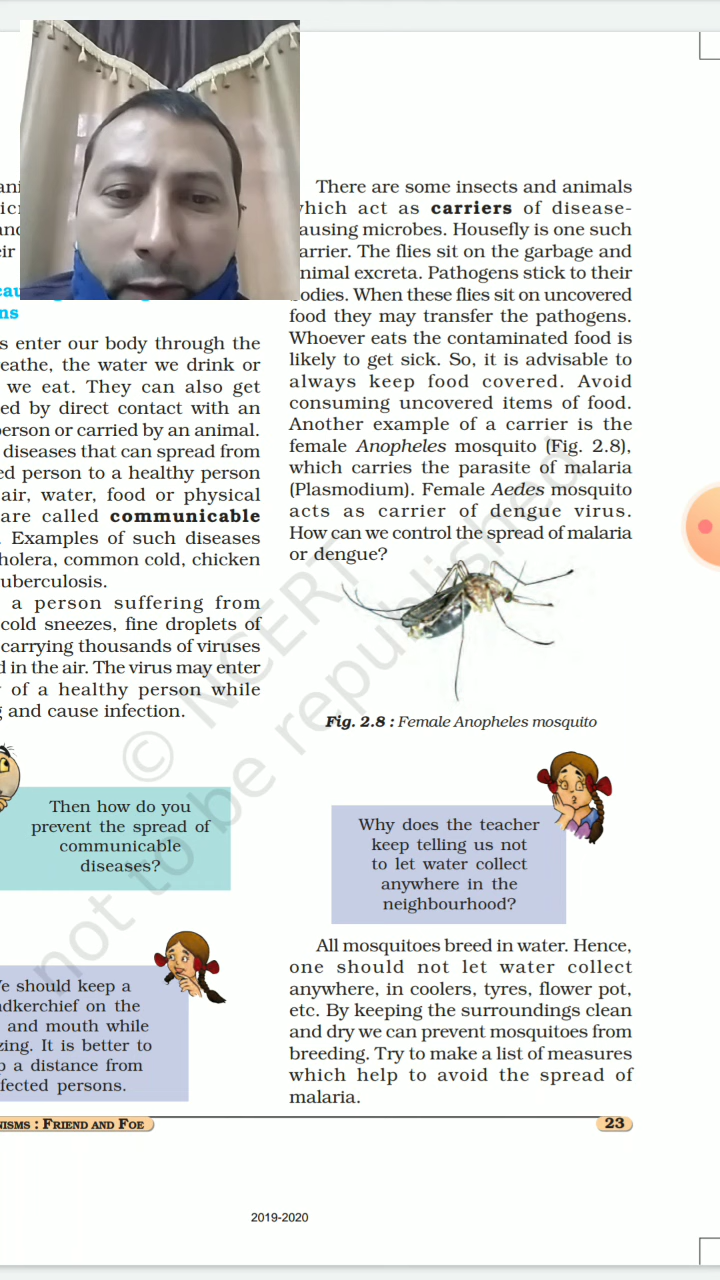 ani
icr
and
eir
cau
ns
s enter our body through the
eathe, the water we drink or
we eat. They can also get
ed by direct contact with an
person or carried by an animal.
diseases that can spread from
ed person to a healthy person
air, water, food or physical
are called communicable
. Examples of such diseases
holera, common cold, chicken
uberculosis.
a person suffering from
cold sneezes, fine droplets of
carrying thousands of viruses
d in the air. The virus may enter
of a healthy person while
g and cause infection.
Then how do you
prevent the spread of
communicable
diseases?
e should keep a
dkerchief on the
and mouth while
zing. It is better to
p a distance from
fected persons.
There are some insects and animals
hich act as carriers of disease-
ausing microbes. Housefly is one such
arrier. The flies sit on the garbage and
nimal excreta. Pathogens stick to their
bodies. When these flies sit on uncovered
food they may transfer the pathogens.
Whoever eats the contaminated food is
likely to get sick. So, it is advisable to
always keep food covered. Avoid
consuming uncovered items of food.
Another example of a carrier is the
female Anopheles mosquito (Fig. 2.8),
which carries the parasite of malaria
(Plasmodium). Female Aedes mosquito
acts as carrier of dengue virus.
How can we control the spread of malaria
or dengue?
Fig. 2.8 : Female Anopheles mosquito
Why does the teacher
keep telling us not
to let water collect
anywhere in the
neighbourhood?
All mosquitoes breed in water. Hence,
one should not let water collect
anywhere, in coolers, tyres, flower pot,
etc. By keeping the surroundings clean
and dry we can prevent mosquitoes from
breeding. Try to make a list of measures
which help to avoid the spread of
malaria.
© NCERT
not to be republished
NISMS : FRIEND AND FOE
23
2019-2020